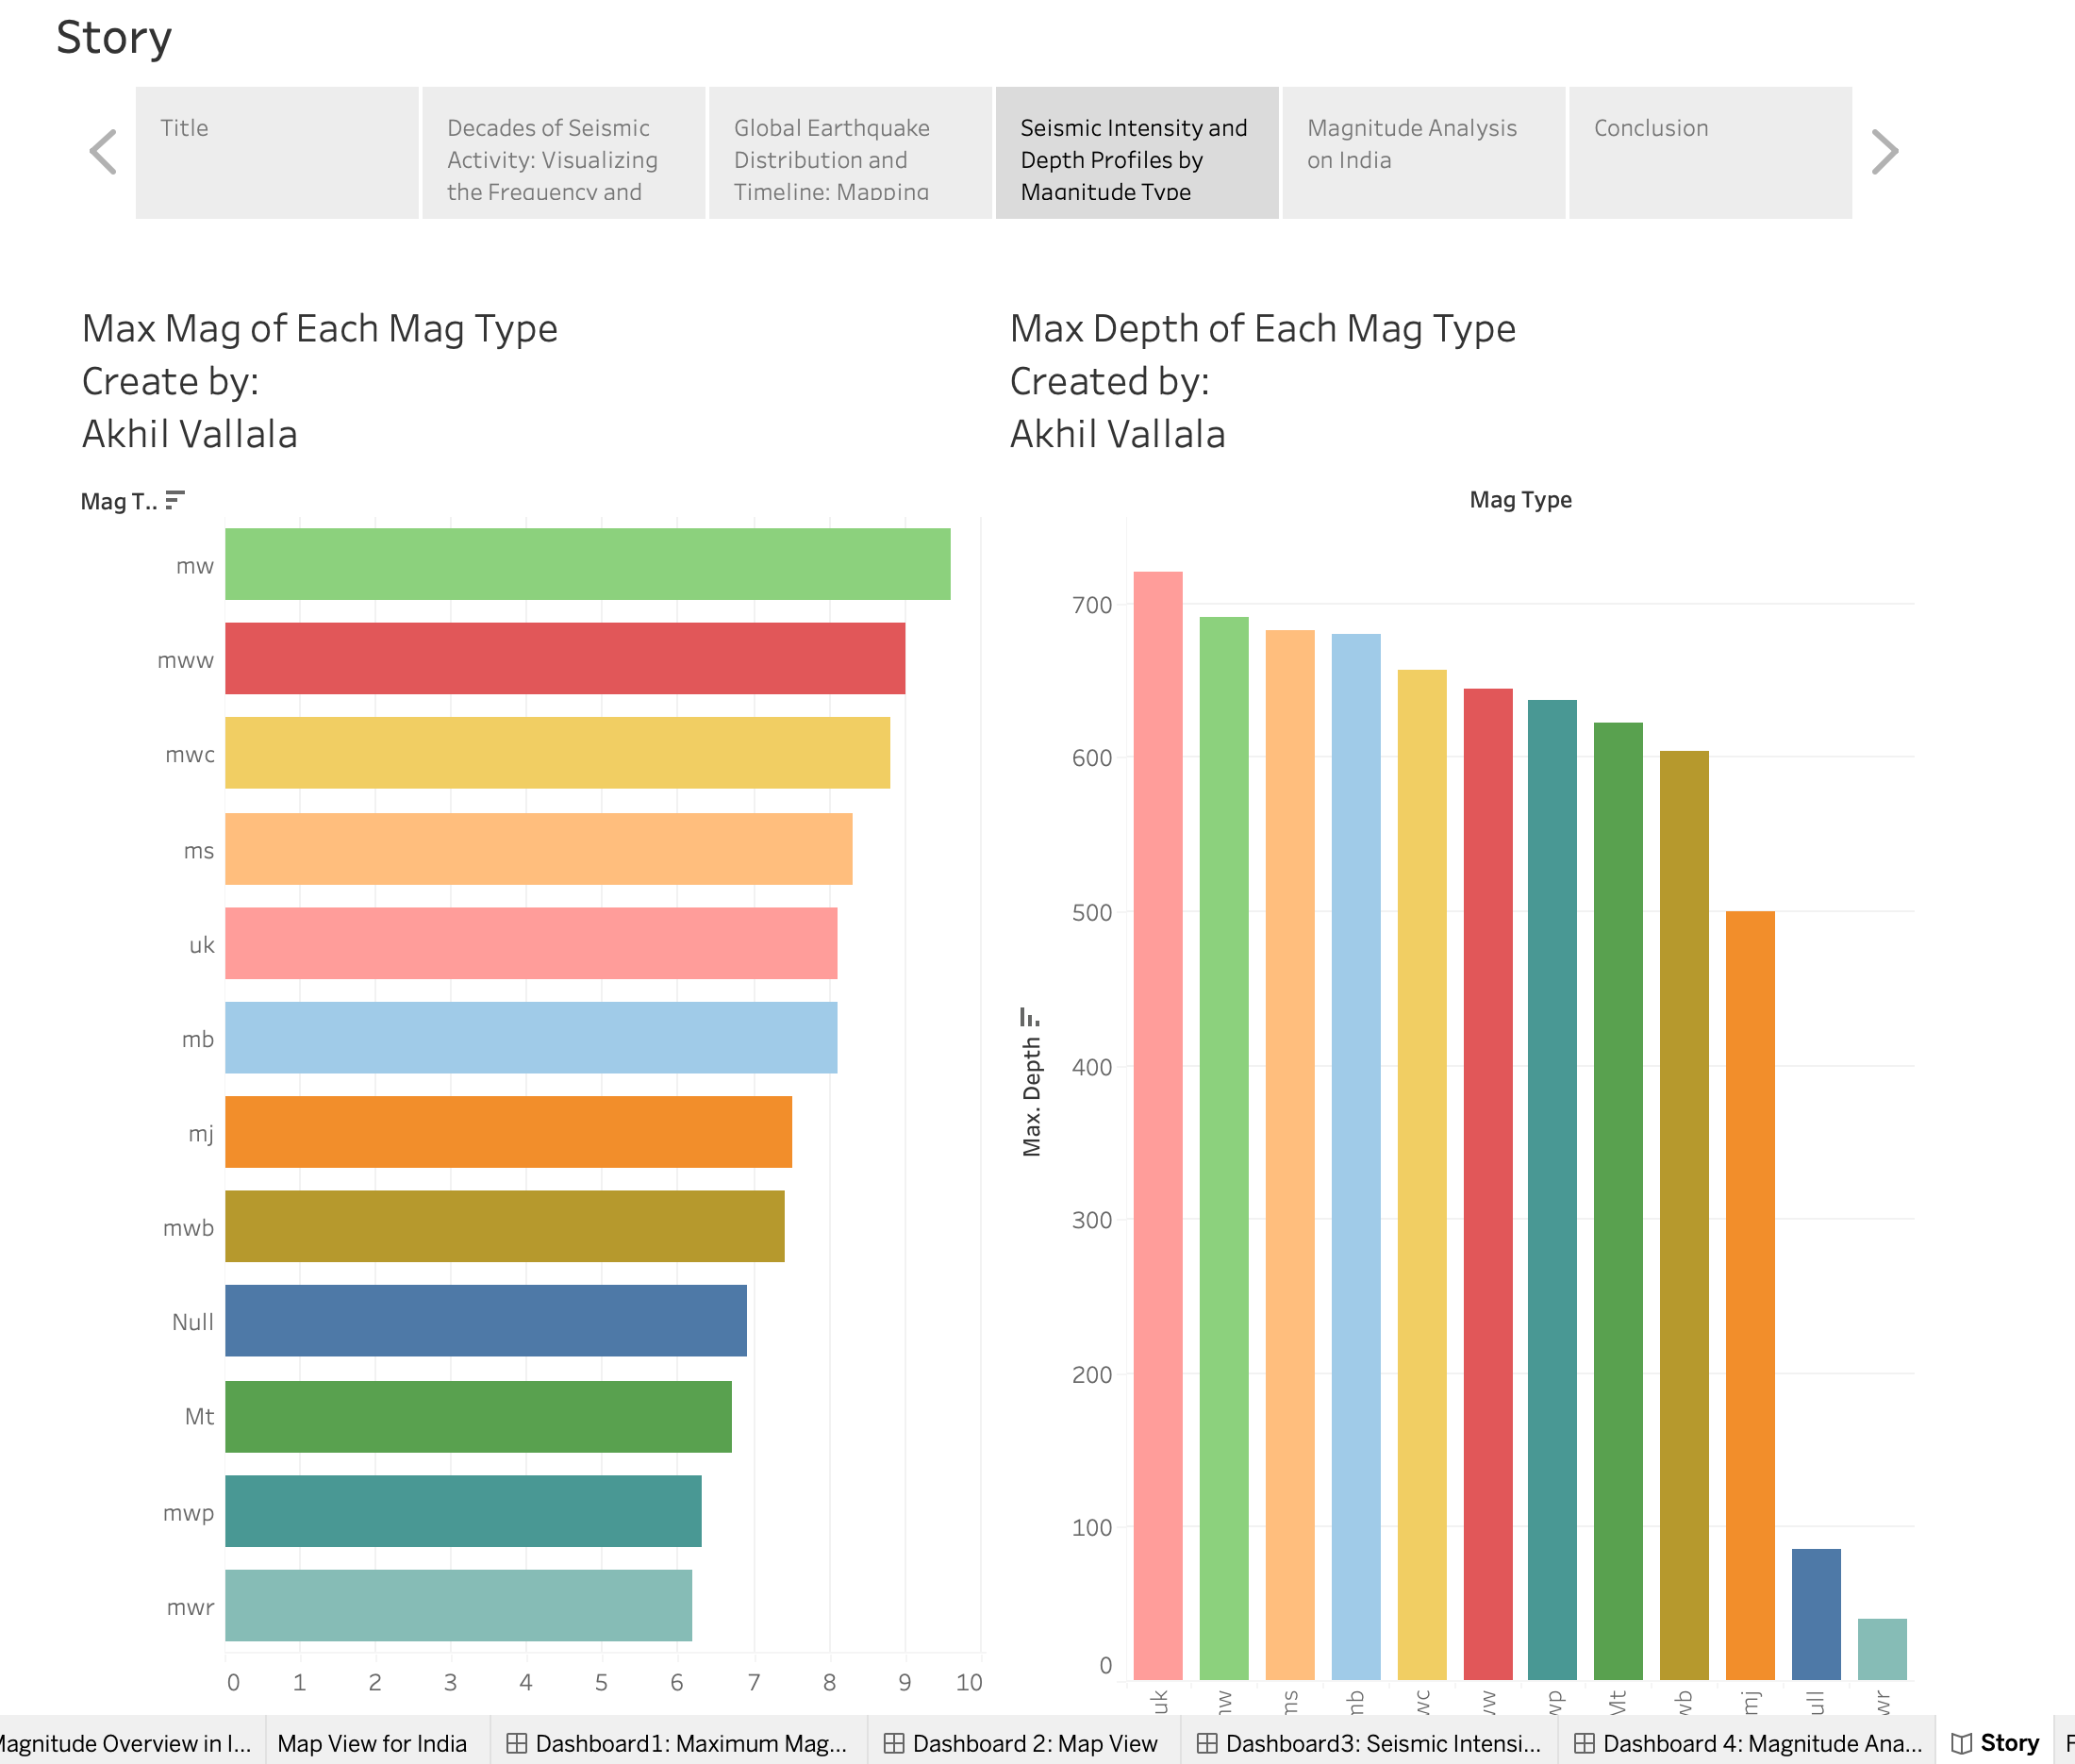 Story
Title
Decades of Seismic
Activity: Visualizing
the Frequency and
Global Earthquake
Distribution and
Timeline: Mapping
Seismic Intensity and
Depth Profiles by
Magnitude Type
Magnitude Analysis
on India
Conclusion
Max Mag of Each Mag Type
Create by:
Akhil Vallala
Mag T..
mw
mww
mwc
ms
uk
mb
mj
mwb
Null
Mt
mwp
mwr
0 1 2 3 4 5 6 7 8 9 10
Max Depth of Each Mag Type
Created by:
Akhil Vallala
Mag Type
Max. Depth
700
600
500
400
300
200
100
0
uk
mj
Magnitude Overview in I...
Map View for India
Dashboard1: Maximum Mag...
Dashboard 2: Map View
Dashboard3: Seismic Intensi...
Dashboard 4: Magnitude Ana...
Story